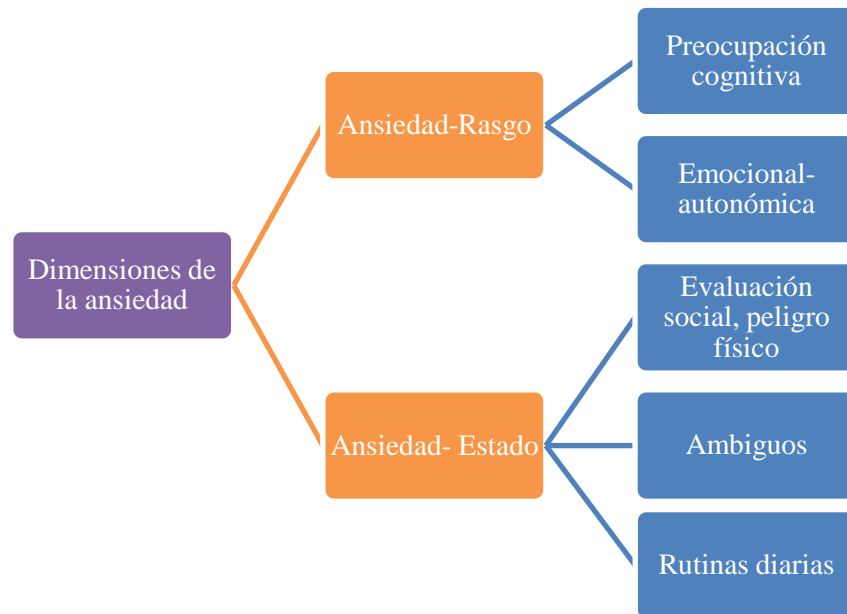 Dimensiones de
la ansiedad
Ansiedad-Rasgo
Preocupación
cognitiva
Emocional-
autonómica
Ansiedad- Estado
Evaluación
social, peligro
físico
Ambiguos
Rutinas diarias